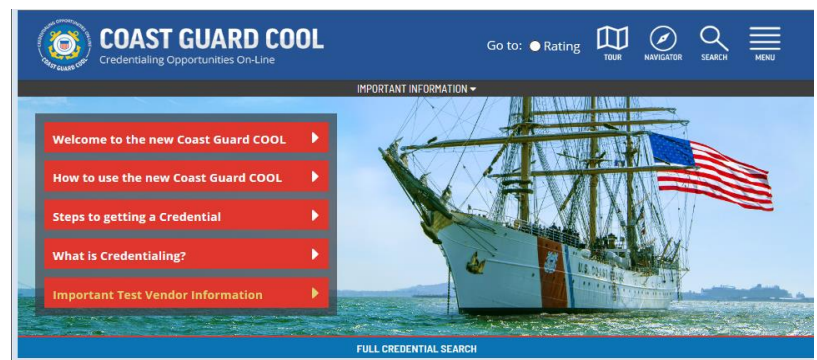 COAST GUARD COOL
Credentialing Opportunities On-Line
Go to: Rating
TOUR
NAVIGATOR
SEARCH
MENU
IMPORTANT INFORMATION
Welcome to the new Coast Guard COOL
How to use the new Coast Guard COOL
Steps to getting a Credential
What is Credentialing?
Important Test Vendor Information
U.S. COAST GUARD
FULL CREDENTIAL SEARCH